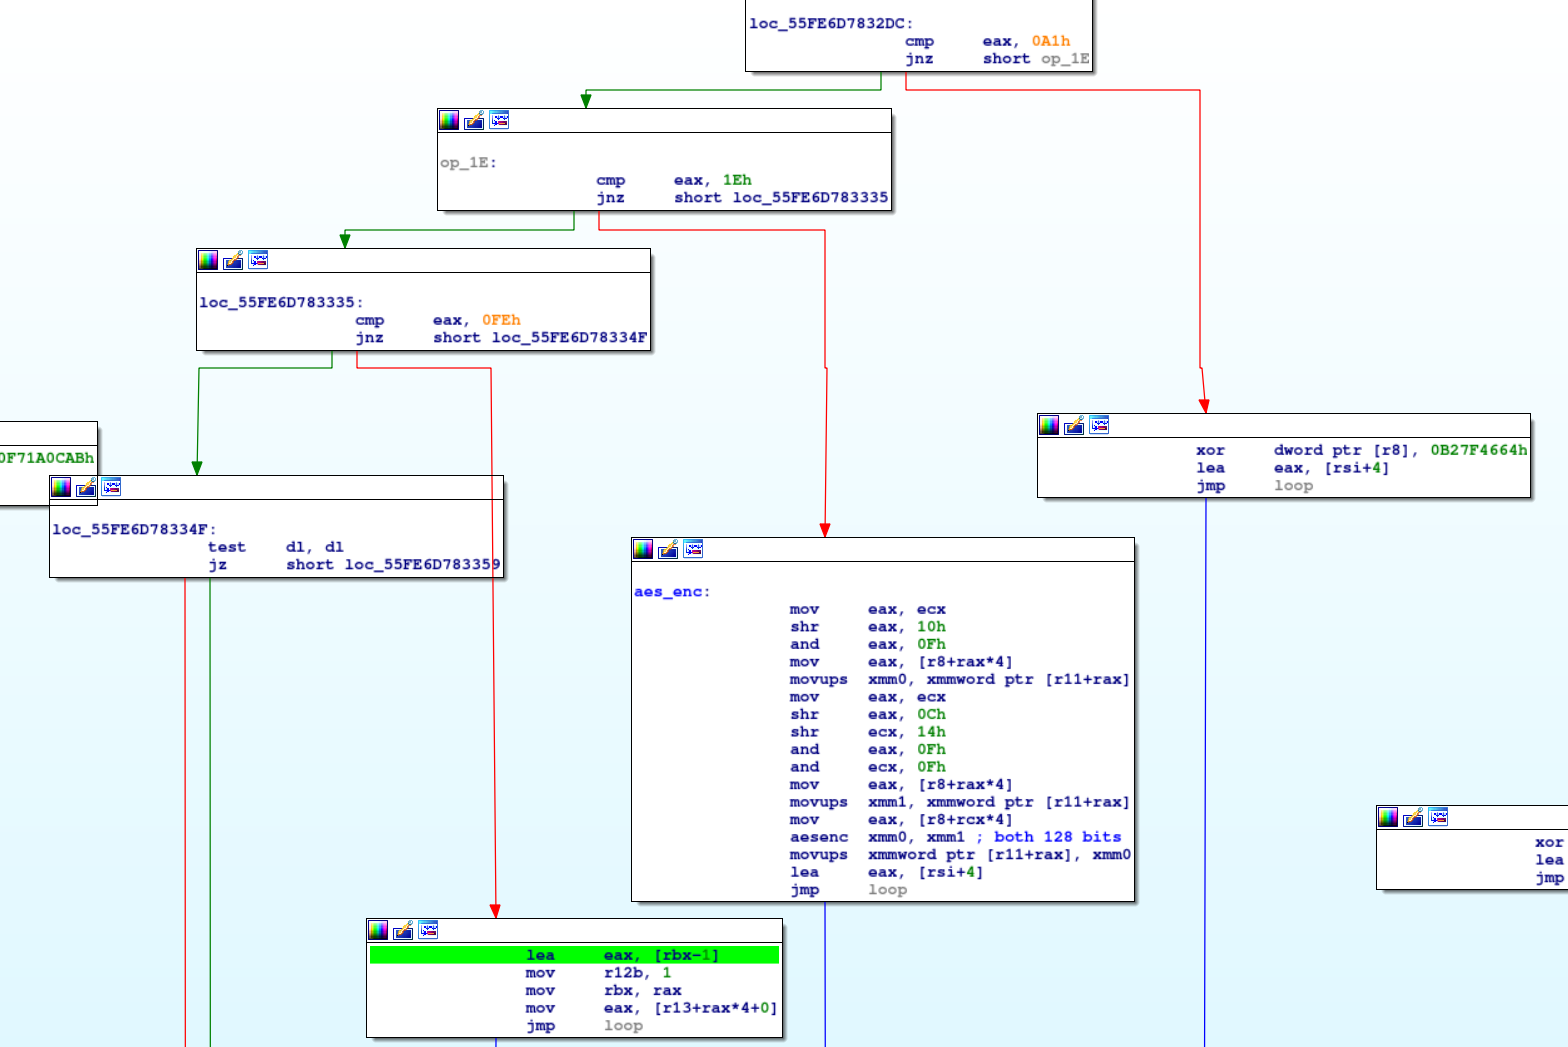 loc_55FE6D7832DC:
cmp eax, 0A1h
jnz short op_1E
op_1E:
cmp eax, 1Eh
jnz short loc_55FE6D783335
loc_55FE6D783335:
cmp eax, 0FEh
jnz short loc_55FE6D78334F
0F71A0CABh
loc_55FE6D78334F:
test dl, dl
jz short loc_55FE6D783359
xor dword ptr [r8], 0B27F4664h
lea eax, [rsi+4]
jmp loop
aes_enc:
mov eax, ecx
shr eax, 10h
and eax, 0Fh
mov eax, [r8+rax*4]
movups xmm0, xmmword ptr [r11+rax]
mov eax, ecx
shr eax, 0Ch
shr ecx, 14h
and eax, 0Fh
and ecx, 0Fh
mov eax, [r8+rax*4]
movups xmm1, xmmword ptr [r11+rax]
mov eax, [r8+rcx*4]
aesenc xmm0, xmm1 ; both 128 bits
movups xmmword ptr [r11+rax], xmm0
lea eax, [rsi+4]
jmp loop
xor
lea
jmp
lea eax, [rbx-1]
mov r12b, 1
mov rbx, rax
mov eax, [r13+rax*4+0]
jmp loop